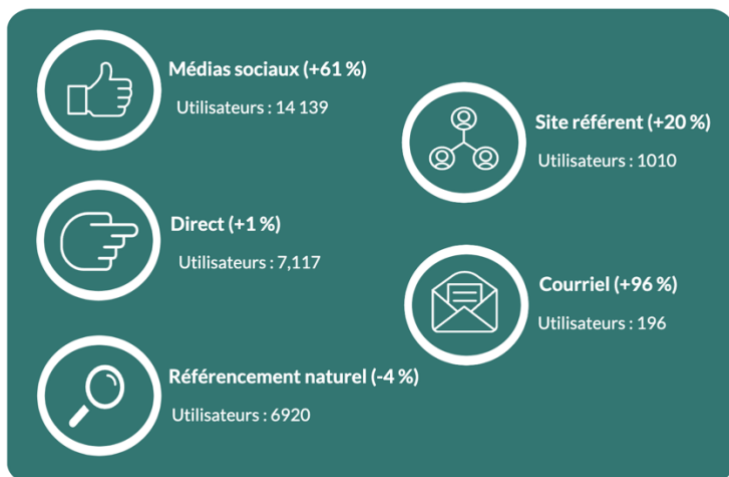 Médias sociaux (+61 %)
Utilisateurs : 14 139
Direct (+1 %)
Utilisateurs : 7,117
Référencement naturel (-4 %)
Utilisateurs : 6920
Site référent (+20 %)
Utilisateurs : 1010
Courriel (+96 %)
Utilisateurs : 196